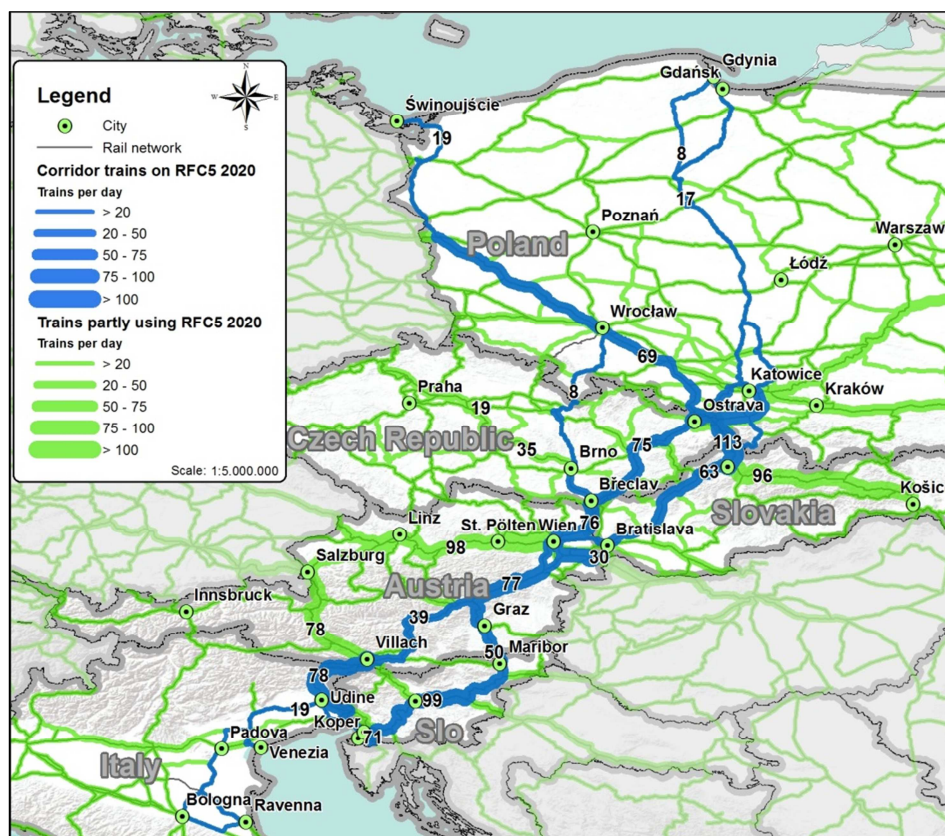 Legend
City
Rail network
Corridor trains on RFC5 2020
Trains per day
> 20
20 - 50
50 - 75
75 - 100
> 100
Trains partly using RFC5 2020
Trains per day
> 20
20 - 50
50 - 75
75 - 100
> 100
Scale: 1:5.000.000
N
W
E
S
Gdynia
Gdańsk
Świnoujście
19
8
17
Poznań
Warszaw
Poland
Łódź
Wrocław
69
Katowice
Kraków
Praha
8
19
Ostrava
Czech Republic
35
75
113
Brno
63
96
Břeclav
Košic
Slovakia
Linz
St. Pölten
Wien
76
Bratislava
98
30
Salzburg
Austria
77
Innsbruck
39
Graz
78
Villach
50
Maribor
78
Udine
99
19
Koper
71
Slo
Padova
Venezia
Italy
Bologna
Ravenna